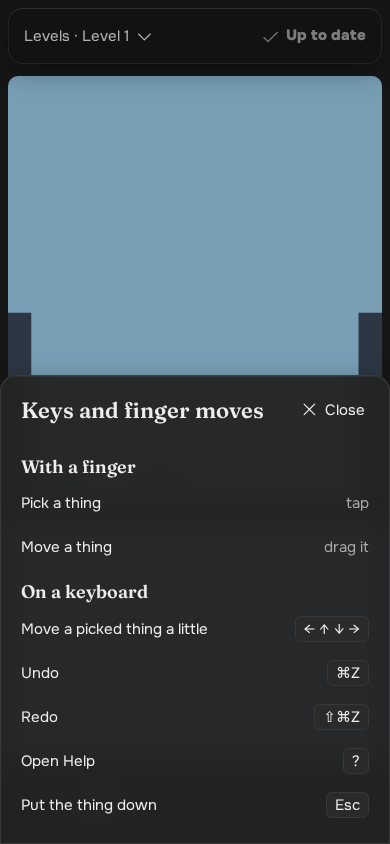 Levels · Level 1
Up to date
Keys and finger moves
Close
With a finger
Pick a thing tap
Move a thing drag it
On a keyboard
Move a picked thing a little ← ↑ ↓ →
Undo ⌘Z
Redo ⇧⌘Z
Open Help ?
Put the thing down Esc